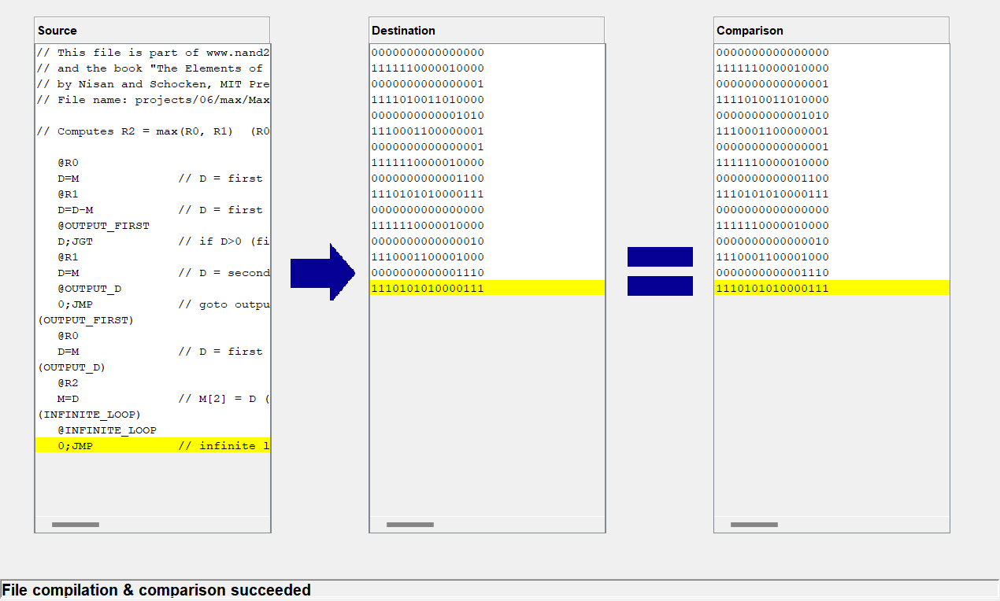 Source
// This file is part of www.nand2
// and the book "The Elements of
// by Nisan and Schocken, MIT Pre
// File name: projects/06/max/Max
// Computes R2 = max(R0, R1)  (R0
@R0
D=M // D = first
@R1
D=D-M // D = first
@OUTPUT_FIRST
D;JGT // if D>0 (fi
@R1
D=M // D = second
@OUTPUT_D
0;JMP // goto outpu
(OUTPUT_FIRST)
@R0
D=M // D = first
(OUTPUT_D)
@R2
M=D // M[2] = D (
(INFINITE_LOOP)
@INFINITE_LOOP
0;JMP // infinite l
Destination
0000000000000000
1111110000010000
0000000000000001
1111010011010000
0000000000001010
1110001100000001
0000000000000001
1111110000010000
0000000000001100
1110101010000111
0000000000000000
1111110000010000
0000000000000010
1110001100001000
0000000000001110
1110101010000111
Comparison
0000000000000000
1111110000010000
0000000000000001
1111010011010000
0000000000001010
1110001100000001
0000000000000001
1111110000010000
0000000000001100
1110101010000111
0000000000000000
1111110000010000
0000000000000010
1110001100001000
0000000000001110
1110101010000111
File compilation & comparison succeeded